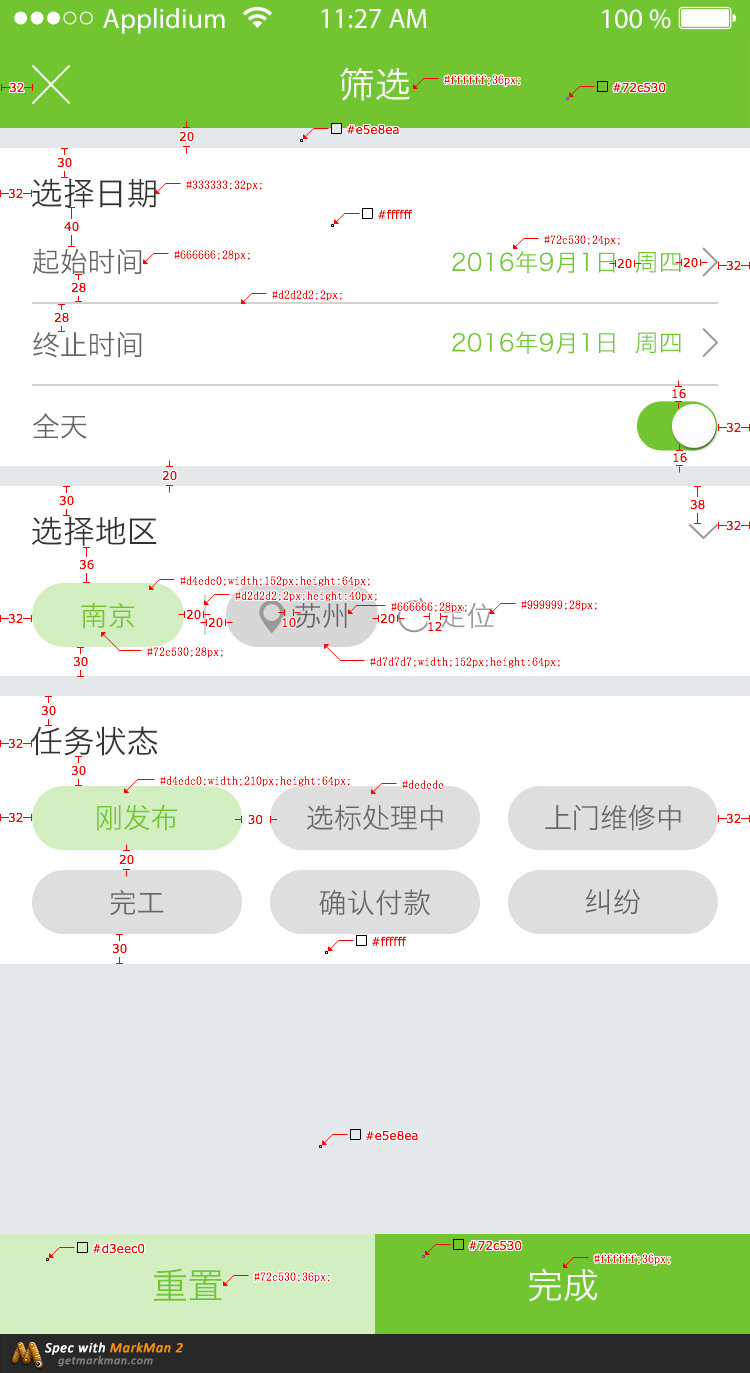 Applidium 11:27 AM 100 %
筛选 #ffffff;36px; #72c530
32
#e5e8ea
20
30
选择日期 #333333;32px;
32
#ffffff
40
起始时间 #666666;28px; 2016年9月1日 周四 #72c530;24px;
20 20 32
28
#d2d2d2;2px;
28
终止时间 2016年9月1日 周四
16
全天 32
16
20
30 38
选择地区 32
36
#d4edc0;width:152px;height:64px;
#d2d2d2;2px;height:40px;
32 南京 20 20 苏州 10 #666666;28px; 20 12 定位 #999999;28px;
#72c530;28px;
30 #d7d7d7;width;152px;height:64px;
30
32 任务状态
30
#d4edc0;width;210px;height:64px; #dedede
32 刚发布 30 选标处理中 上门维修中 32
20
完工 确认付款 纠纷
30 #ffffff
#e5e8ea
#d3eec0 #72c530
重置 #72c530;36px; 完成 #ffffff;36px;
Spec with MarkMan 2
getmarkman.com